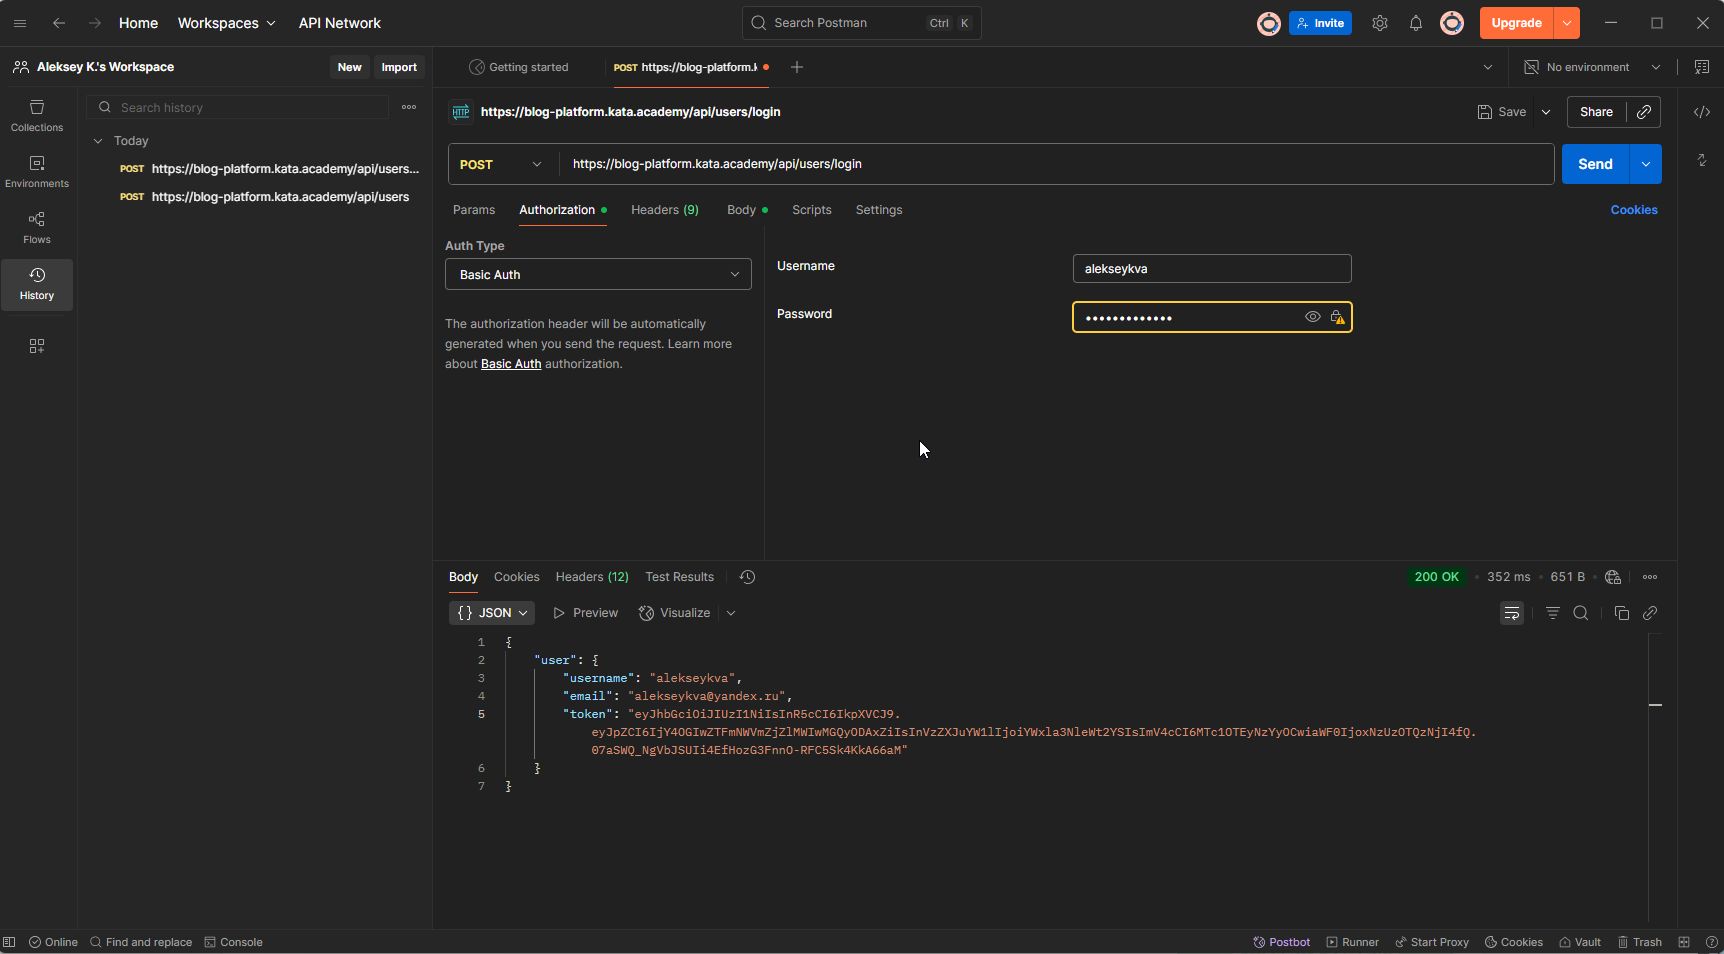 Home Workspaces API Network Search Postman Ctrl K Invite Upgrade
Aleksey K.'s Workspace New Import Getting started POST https://blog-platform.k No environment
Collections
Environments
Flows
History
Search history
Today
POST https://blog-platform.kata.academy/api/users...
POST https://blog-platform.kata.academy/api/users
HTTP https://blog-platform.kata.academy/api/users/login Save Share
POST https://blog-platform.kata.academy/api/users/login Send
Params Authorization Headers (9) Body Scripts Settings Cookies
Auth Type
Basic Auth
The authorization header will be automatically
generated when you send the request. Learn more
about Basic Auth authorization.
Username alekseykva
Password •••••••••••••
Body Cookies Headers (12) Test Results 200 OK • 352 ms • 651 B
{} JSON Preview Visualize
1 {
2 "user": {
3 "username": "alekseykva",
4 "email": "alekseykva@yandex.ru",
5 "token": "eyJhbGciOiJIUzI1NiIsInR5cCI6IkpXVCJ9.
eyJpZCI6IjY4OGIwZTFmNWVmZjZlMWIwMGQyODAxZiIsInVzZXJuYW1lIjoiYWxla3NleWt2YSIsImV4cCI6MTc1OTEyNzYyOCwiaWF0IjoxNzUzOTQzNjI4fQ.
07aSWQ_NgVbJSUIi4EfHozG3FnnO-RFC5Sk4KkA66aM"
6 }
7 }
Online Find and replace Console Postbot Runner Start Proxy Cookies Vault Trash